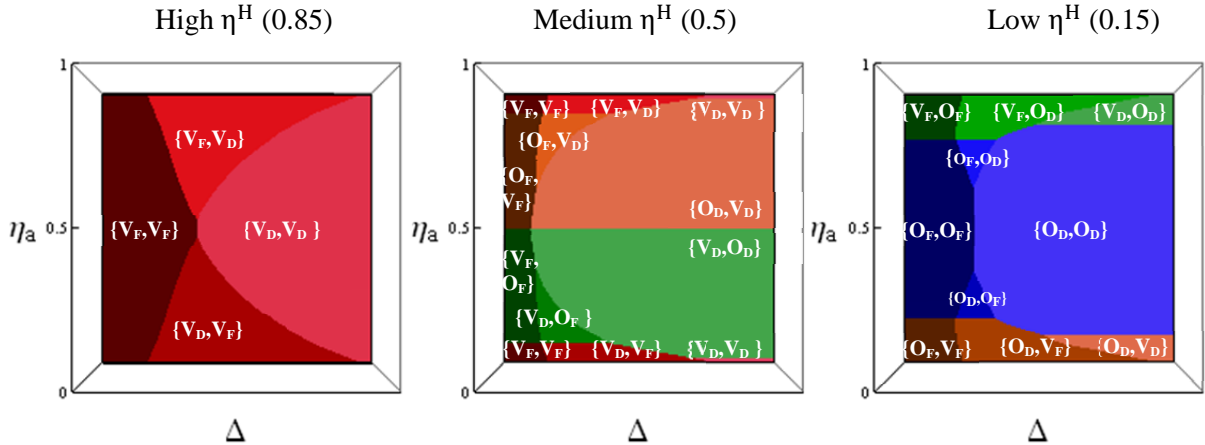 High η^H (0.85)
Medium η^H (0.5)
Low η^H (0.15)
1
η_a 0.5
0
{V_F,V_D}
{V_F,V_F}
{V_D,V_D }
{V_D,V_F}
Δ
1
η_a 0.5
0
{V_F,V_F}
{V_F,V_D}
{V_D,V_D }
{O_F,V_D}
{O_F,
V_F}
{O_D,V_D}
{V_D,O_D}
{V_F,
O_F}
{V_D,O_F }
{V_F,V_F}
{V_D,V_F}
{V_D,V_D }
Δ
1
η_a 0.5
0
{V_F,O_F}
{V_F,O_D}
{V_D,O_D}
{O_F,O_D}
{O_F,O_F}
{O_D,O_D}
{O_D,O_F}
{O_F,V_F}
{O_D,V_F}
{O_D,V_D}
Δ